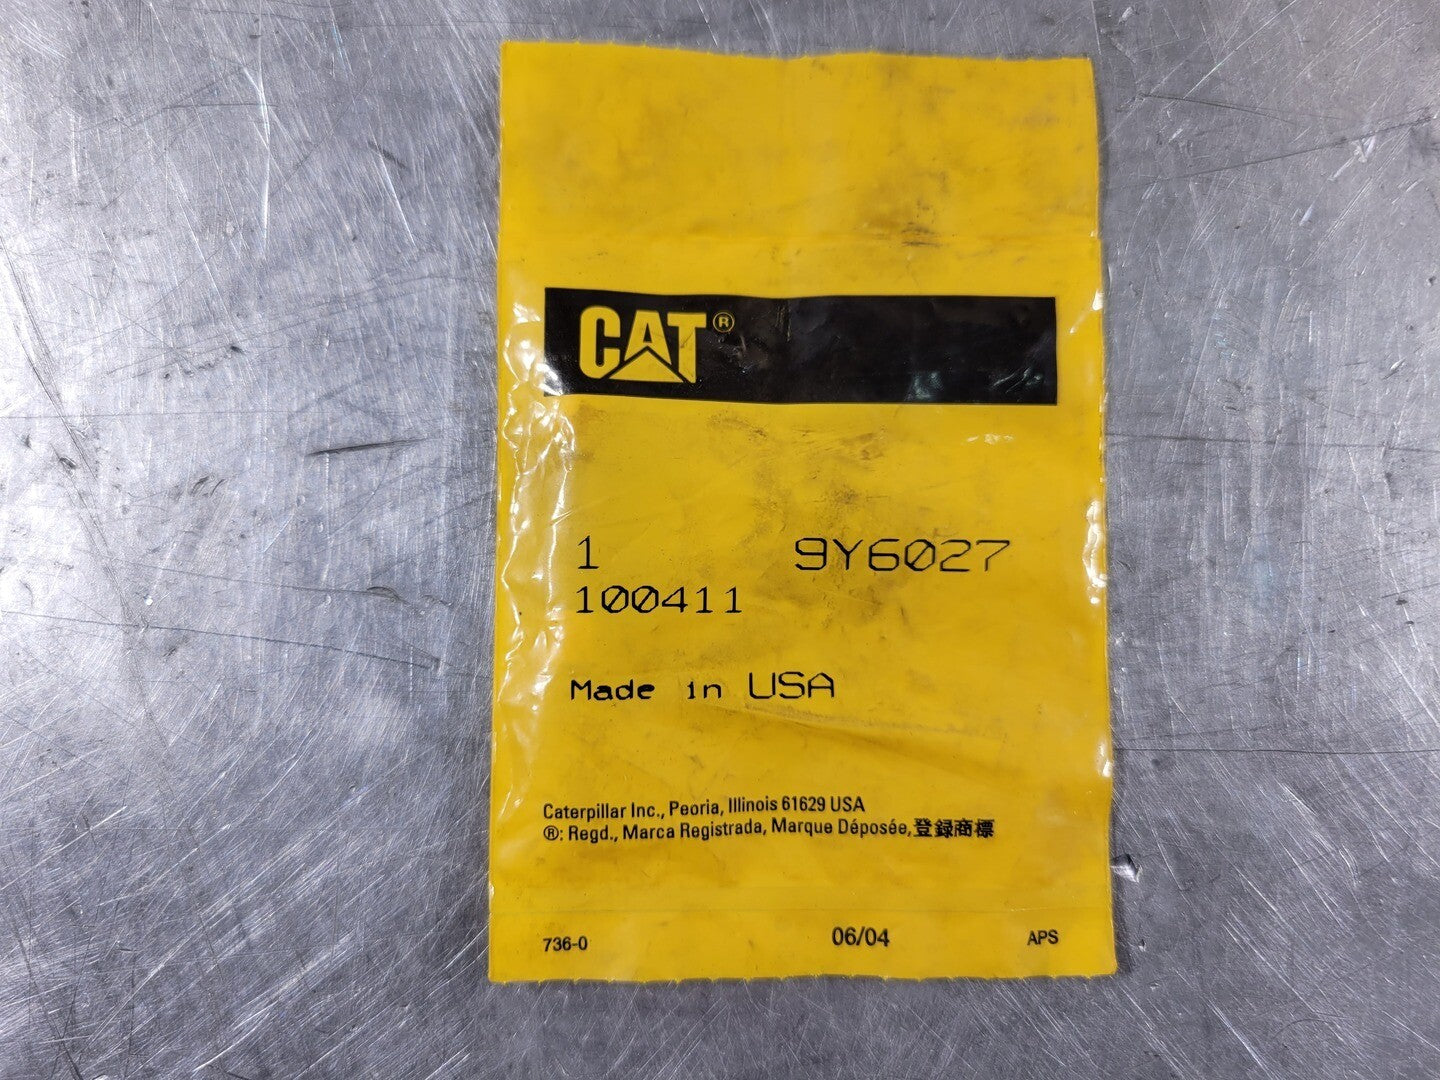 CAT®
1 9Y6027
100411
Made in USA
Caterpillar Inc., Peoria, Illinois 61629 USA
®: Regd., Marca Registrada, Marque Déposée,登録商標
736-0 06/04 APS